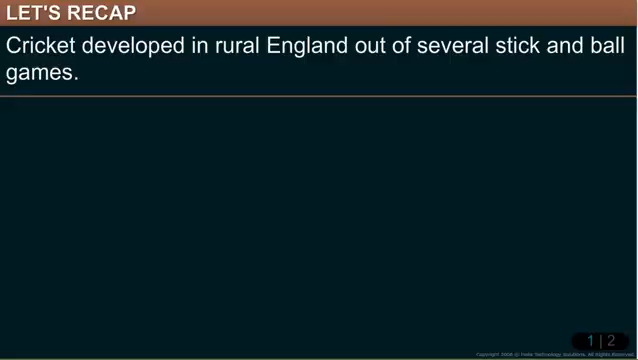 LET'S RECAP
Cricket developed in rural England out of several stick and ball
games.
1 | 2